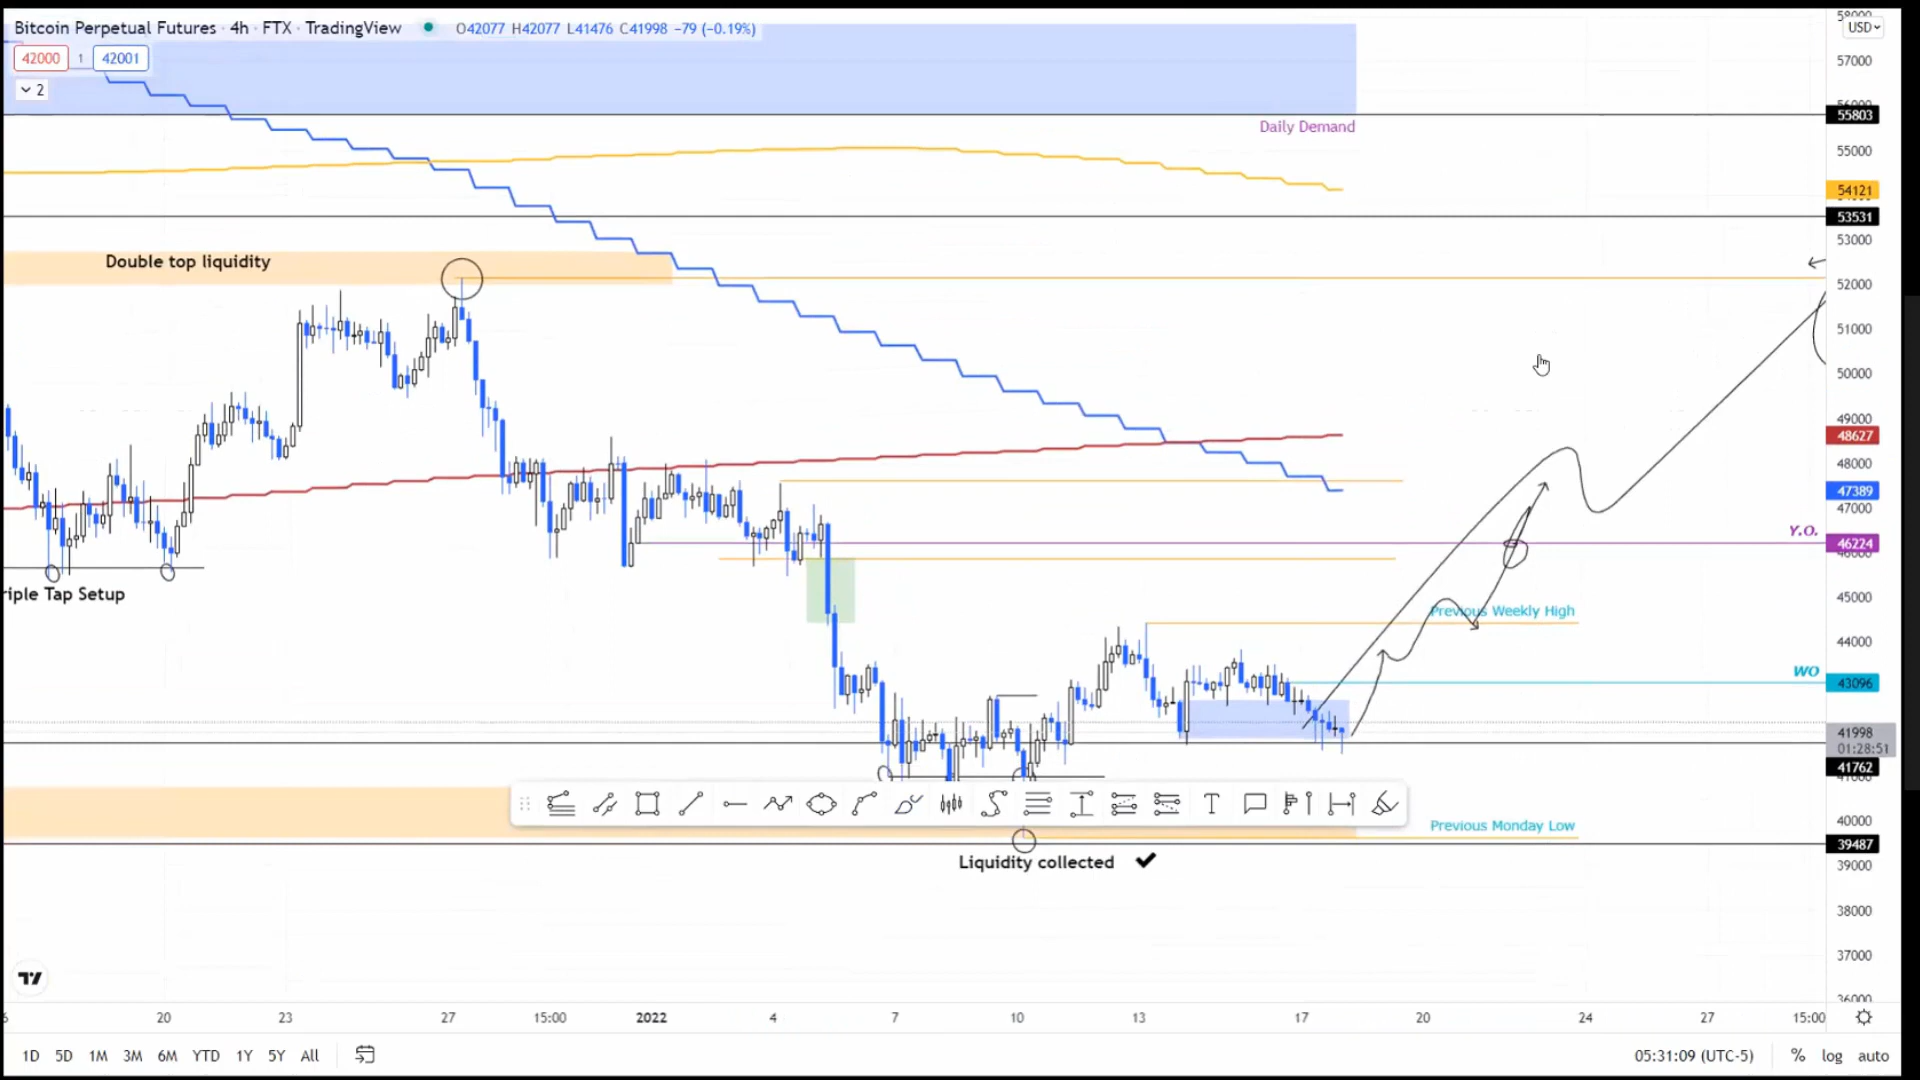 Bitcoin Perpetual Futures · 4h · FTX · TradingView O42077 H42077 L41476 C41998 −79 (−0.19%)
42000 1 42001
2
USD
58000
57000
56000
55803
Daily Demand
55000
54121
53531
53000
Double top liquidity
52000
51000
50000
49000
48627
48000
47389
47000
Y.O.
46224
46000
riple Tap Setup
45000
Previous Weekly High
44000
WO
43096
41998
01:28:51
41762
41000
Previous Monday Low
40000
39487
Liquidity collected ✔
39000
38000
37000
36000
6 20 23 27 15:00 2022 4 7 10 13 17 20 24 27 15:00
1D 5D 1M 3M 6M YTD 1Y 5Y All 05:31:09 (UTC-5) % log auto